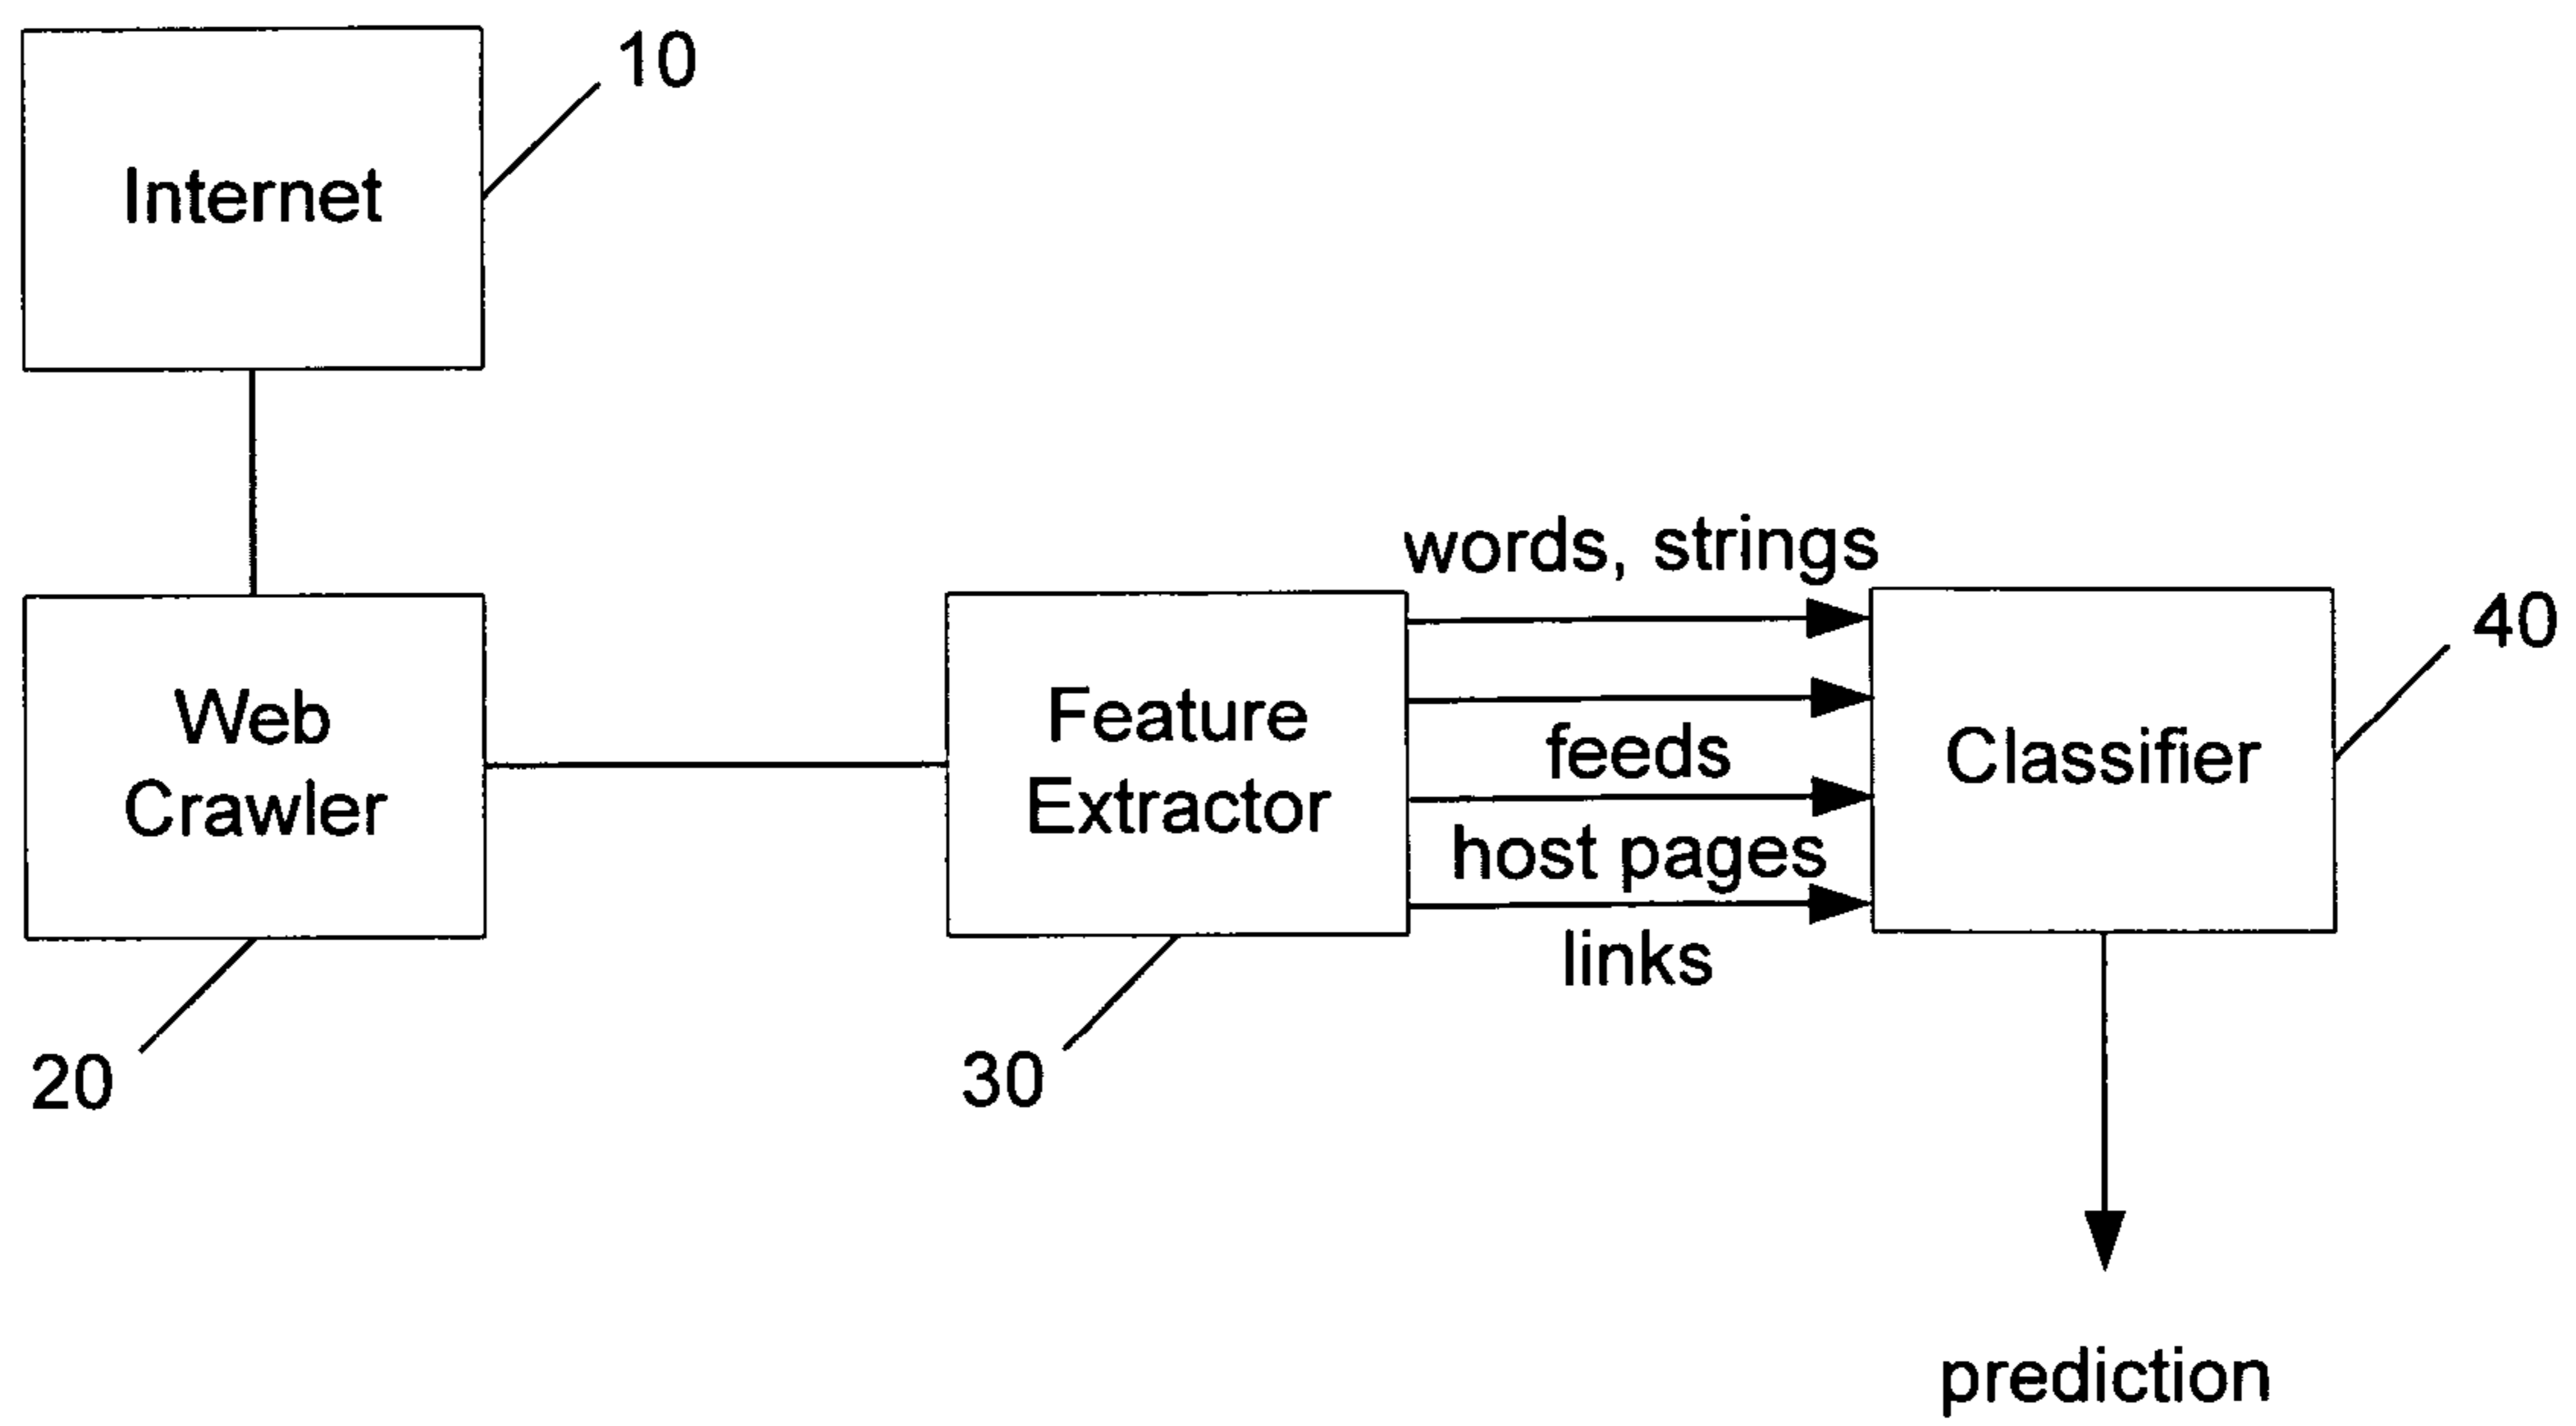 10
Internet
words, strings
40
Web
Crawler
Feature
Extractor
feeds
Classifier
host pages
links
20
30
prediction